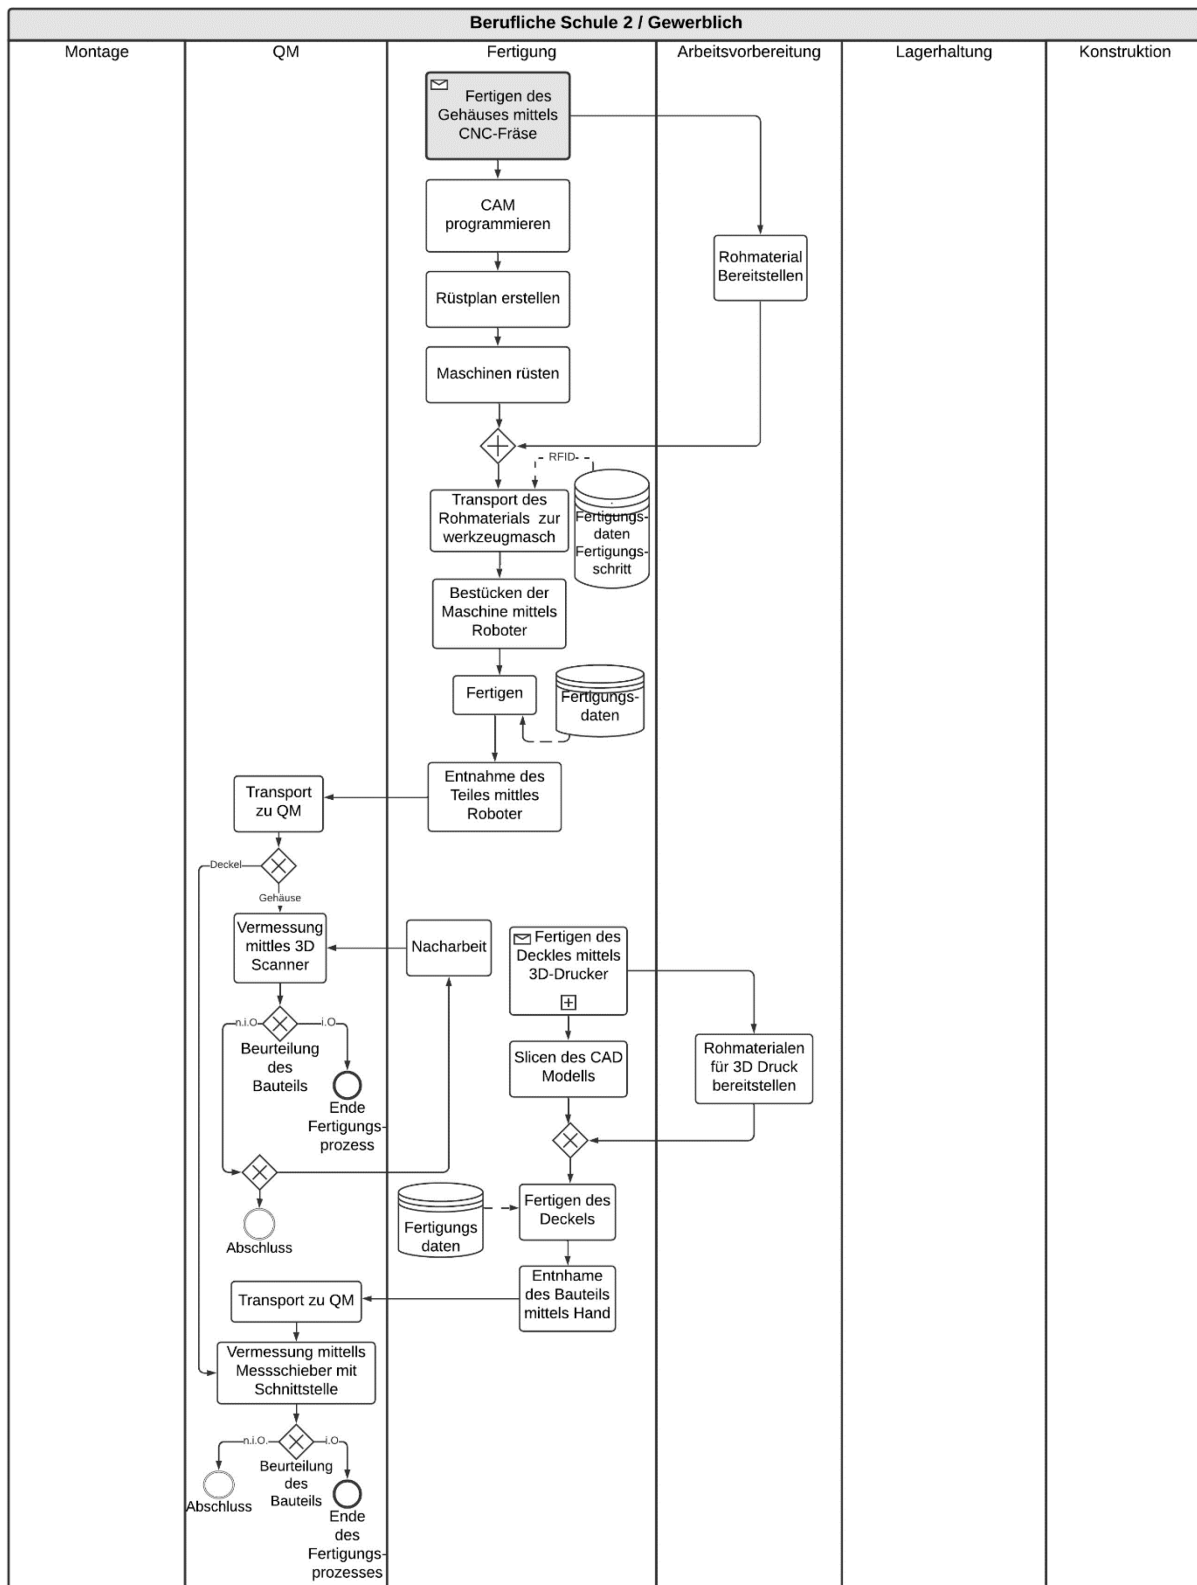 Berufliche Schule 2 / Gewerblich
Montage
QM
Fertigung
Arbeitsvorbereitung
Lagerhaltung
Konstruktion
Fertigen des
Gehäuses mittels
CNC-Fräse
CAM
programmieren
Rohmaterial
Bereitstellen
Rüstplan erstellen
Maschinen rüsten
RFID
Transport des
Rohmaterials zur
werkzeugmasch
Fertigungs-
daten
Fertigungs-
schritt
Bestücken der
Maschine mittels
Roboter
Fertigen
Fertigungs-
daten
Entnahme des
Teiles mittles
Roboter
Transport
zu QM
Deckel
Gehäuse
Vermessung
mittles 3D
Scanner
Nacharbeit
Fertigen des
Deckles mittels
3D-Drucker
n.i.O
i.O
Beurteilung
des
Bauteils
Ende
Fertigungs-
prozess
Slicen des CAD
Modells
Rohmaterialen
für 3D Druck
bereitstellen
Abschluss
Fertigungs
daten
Fertigen des
Deckels
Entnhame
des Bauteils
mittels Hand
Transport zu QM
Vermessung mittells
Messschieber mit
Schnittstelle
n.i.O.
i.O
Beurteilung
des
Bauteils
Abschluss
Ende
des
Fertigungs-
prozesses